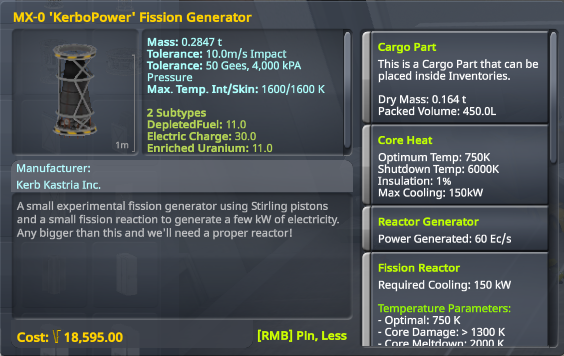 MX-0 'KerboPower' Fission Generator
1m
Mass: 0.2847 t
Tolerance: 10.0m/s Impact
Tolerance: 50 Gees, 4,000 kPA
Pressure
Max. Temp. Int/Skin: 1600/1600 K
2 Subtypes
DepletedFuel: 11.0
Electric Charge: 30.0
Enriched Uranium: 11.0
Manufacturer:
Kerb Kastria Inc.
A small experimental fission generator using Stirling pistons
and a small fission reaction to generate a few kW of electricity.
Any bigger than this and we'll need a proper reactor!
Cost: 18,595.00
[RMB] Pin, Less
Cargo Part
This is a Cargo Part that can be
placed inside Inventories.
Dry Mass: 0.164 t
Packed Volume: 450.0L
Core Heat
Optimum Temp: 750K
Shutdown Temp: 6000K
Insulation: 1%
Max Cooling: 150kW
Reactor Generator
Power Generated: 60 Ec/s
Fission Reactor
Required Cooling: 150 kW
Temperature Parameters:
- Optimal: 750 K
- Core Damage: > 1300 K
- Core Meltdown: 2000 K